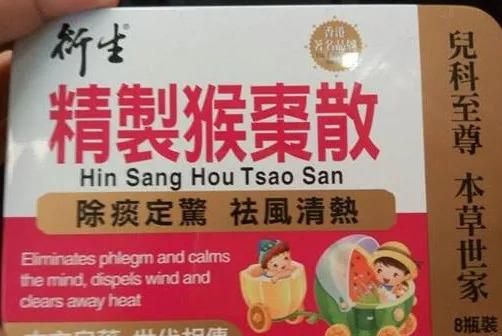 衍生
香港
著名品牌
精製猴棗散
Hin Sang Hou Tsao San
除痰定驚 祛風清熱
Eliminates phlegm and calms
the mind, dispels wind and
clears away heat
兒科至尊 本草世家
8瓶裝